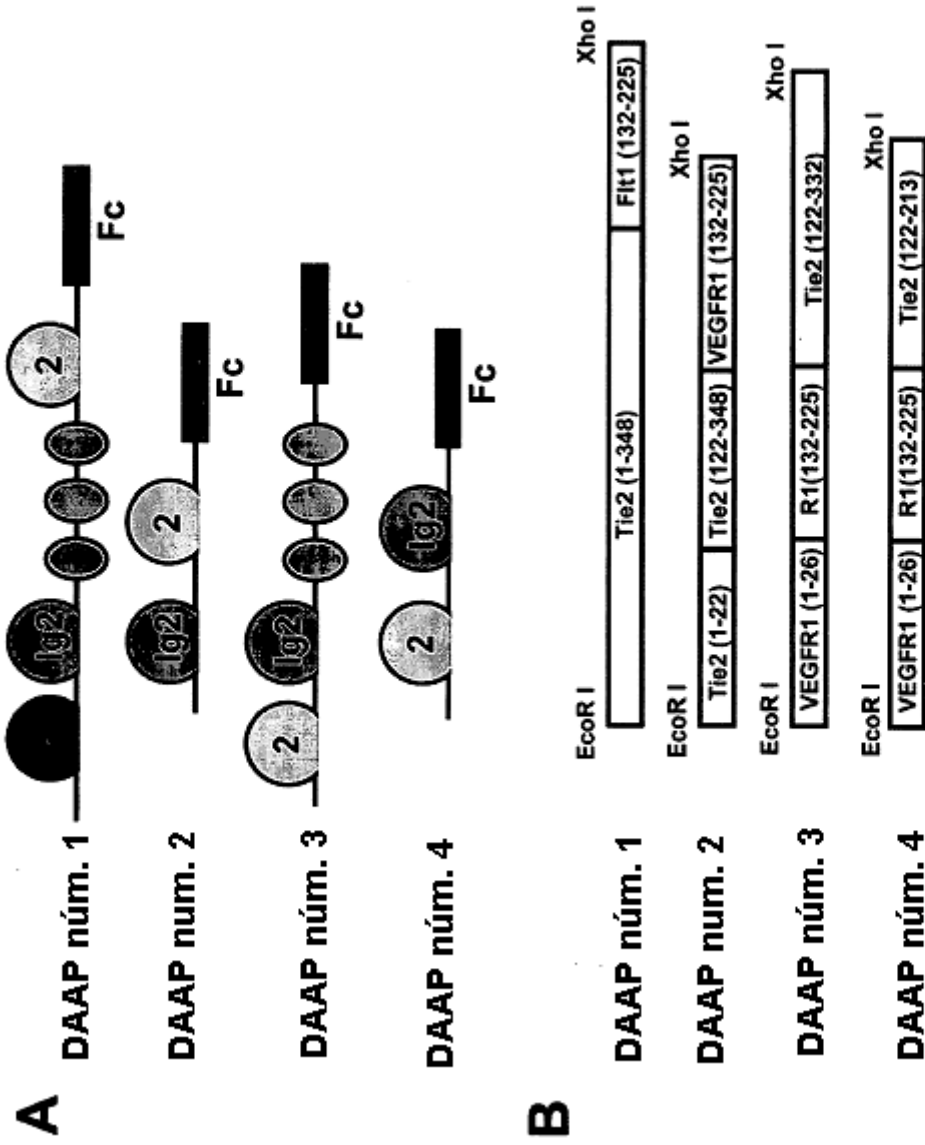 A
DAAP núm. 1
Ig2
2
Fc
DAAP num. 2
Ig2
2
Fc
DAAP núm. 3
2
Ig2
Fc
DAAP núm. 4
2
Ig2
Fc
B
DAAP núm. 1
EcoR I
Xho I
Tie2 (1-348)
Flt1 (132-225)
DAAP num. 2
EcoR I
Xho I
Tie2 (1-22)
Tie2 (122-348)
VEGFR1 (132-225)
DAAP núm. 3
EcoR I
Xho I
VEGFR1 (1-26)
R1(132-225)
Tie2 (122-332)
DAAP núm. 4
EcoR I
Xho I
VEGFR1 (1-26)
R1(132-225)
Tie2 (122-213)